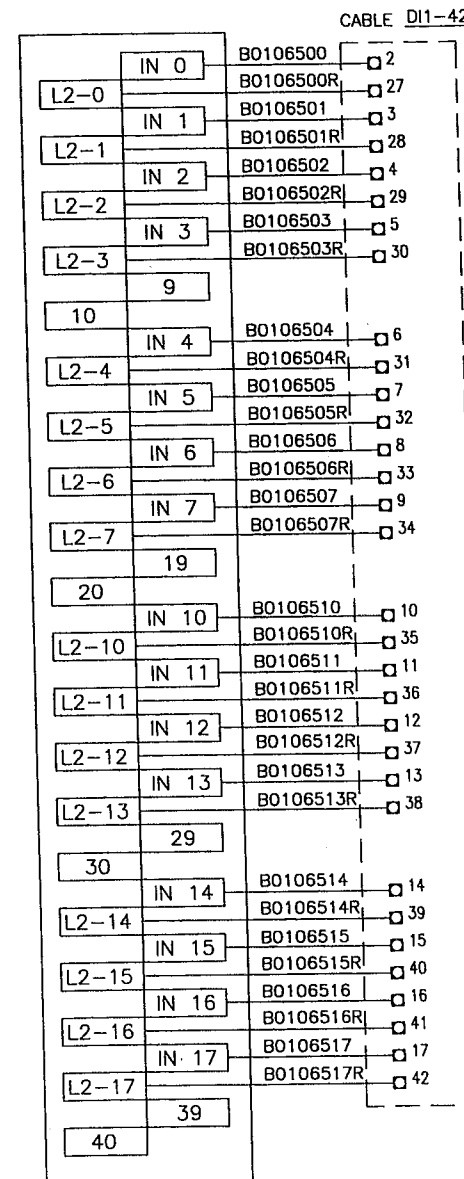 CABLE DI1-42
IN 0 B0106500 2
L2-0 B0106500R 27
IN 1 B0106501 3
L2-1 B0106501R 28
IN 2 B0106502 4
L2-2 B0106502R 29
IN 3 B0106503 5
L2-3 B0106503R 30
9
10
IN 4 B0106504 6
L2-4 B0106504R 31
IN 5 B0106505 7
L2-5 B0106505R 32
IN 6 B0106506 8
L2-6 B0106506R 33
IN 7 B0106507 9
L2-7 B0106507R 34
19
20
IN 10 B0106510 10
L2-10 B0106510R 35
IN 11 B0106511 11
L2-11 B0106511R 36
IN 12 B0106512 12
L2-12 B0106512R 37
IN 13 B0106513 13
L2-13 B0106513R 38
29
30
IN 14 B0106514 14
L2-14 B0106514R 39
IN 15 B0106515 15
L2-15 B0106515R 40
IN 16 B0106516 16
L2-16 B0106516R 41
IN 17 B0106517 17
L2-17 B0106517R 42
39
40